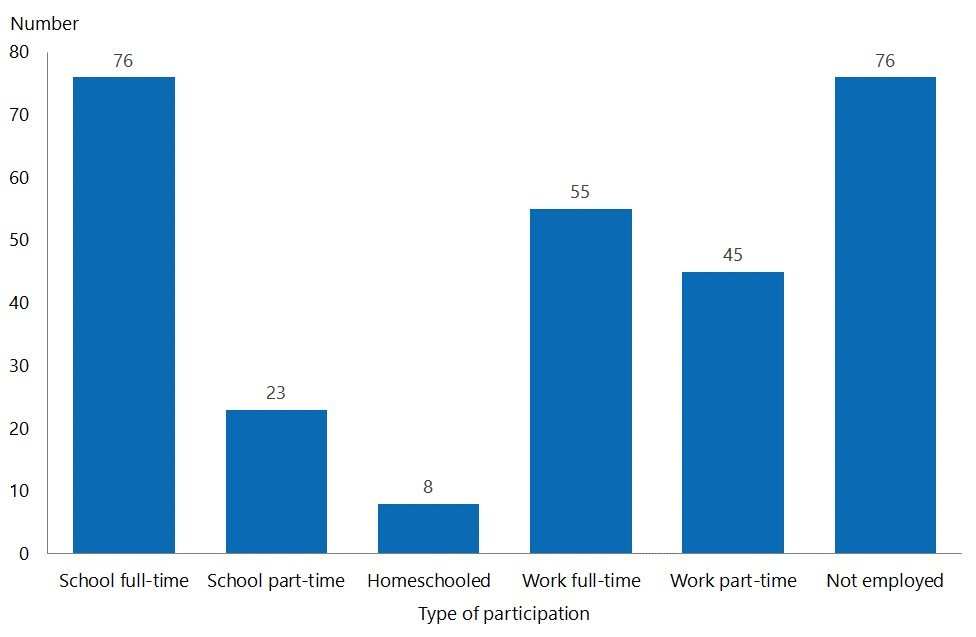 Number
80
70
60
50
40
30
20
10
0
76
23
8
55
45
76
School full-time
School part-time
Homeschooled
Work full-time
Work part-time
Not employed
Type of participation